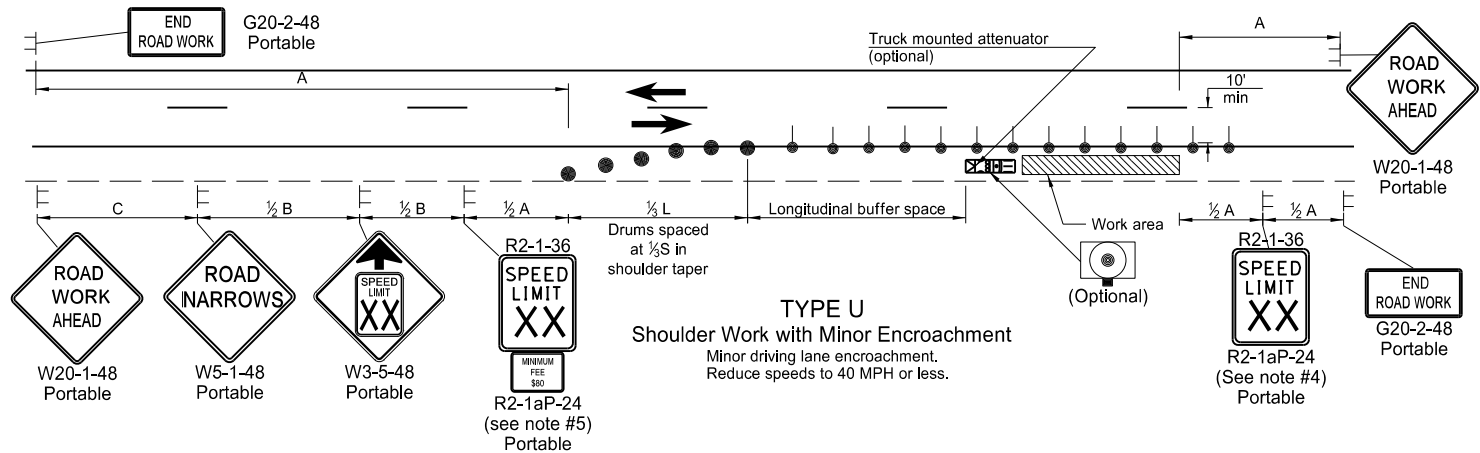 END
ROAD WORK
G20-2-48
Portable
A
Truck mounted attenuator
(optional)
A
10'
min
ROAD
WORK
AHEAD
W20-1-48
Portable
C
½ B
½ B
½ A
⅓ L
Longitudinal buffer space
Work area
½ A
½ A
Drums spaced
at ⅓S in
shoulder taper
ROAD
WORK
AHEAD
W20-1-48
Portable
ROAD
NARROWS
W5-1-48
Portable
SPEED
LIMIT
XX
W3-5-48
Portable
R2-1-36
SPEED
LIMIT
XX
MINIMUM
FEE
$80
R2-1aP-24
(see note #5)
Portable
TYPE U
Shoulder Work with Minor Encroachment
Minor driving lane encroachment.
Reduce speeds to 40 MPH or less.
(Optional)
R2-1-36
SPEED
LIMIT
XX
R2-1aP-24
(See note #4)
Portable
END
ROAD WORK
G20-2-48
Portable